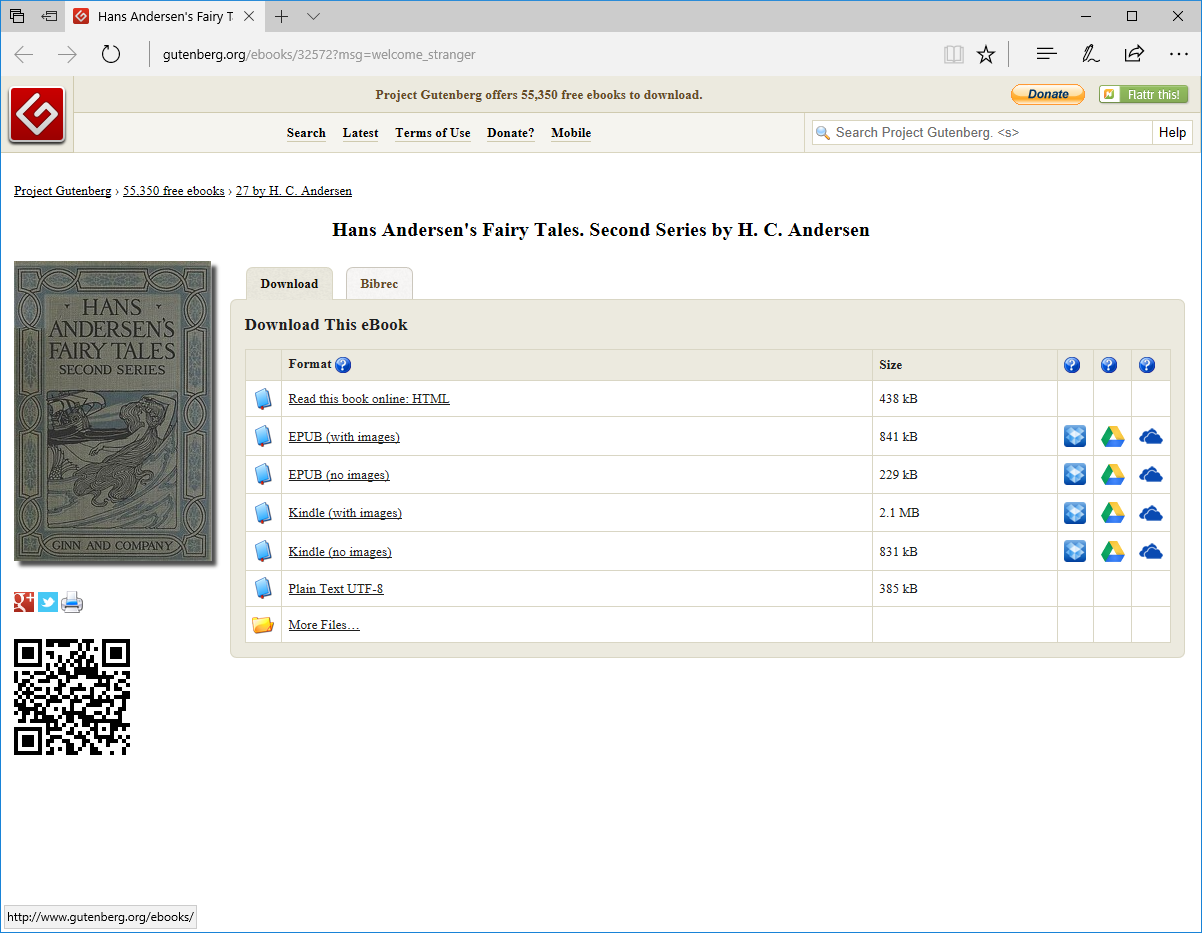 Hans Andersen's Fairy T
gutenberg.org/ebooks/32572?msg=welcome_stranger
Project Gutenberg offers 55,350 free ebooks to download.
Donate
Flattr this!
Search Latest Terms of Use Donate? Mobile
Search Project Gutenberg. <s>
Help
Project Gutenberg › 55,350 free ebooks › 27 by H. C. Andersen
Hans Andersen's Fairy Tales. Second Series by H. C. Andersen
HANS
ANDERSEN'S
FAIRY TALES
SECOND SERIES
GINN AND COMPANY
g+
Download Bibrec
Download This eBook
Format ? Size ? ? ?
Read this book online: HTML 438 kB
EPUB (with images) 841 kB
EPUB (no images) 229 kB
Kindle (with images) 2.1 MB
Kindle (no images) 831 kB
Plain Text UTF-8 385 kB
More Files…
http://www.gutenberg.org/ebooks/